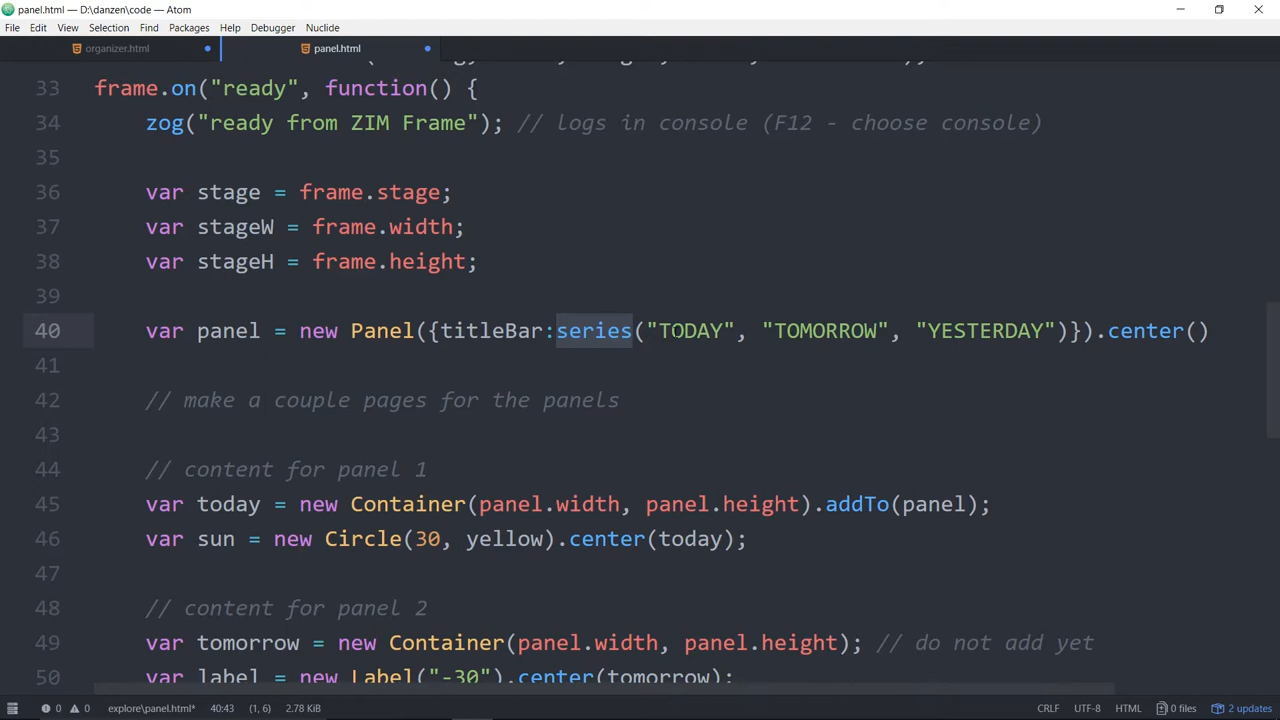 panel.html — D:\danzen\code — Atom
File Edit View Selection Find Packages Help Debugger Nuclide
organizer.html panel.html
33 frame.on("ready", function() {
34 zog("ready from ZIM Frame"); // logs in console (F12 - choose console)
35
36 var stage = frame.stage;
37 var stageW = frame.width;
38 var stageH = frame.height;
39
40 var panel = new Panel({titleBar:series("TODAY", "TOMORROW", "YESTERDAY")}).center()
41
42 // make a couple pages for the panels
43
44 // content for panel 1
45 var today = new Container(panel.width, panel.height).addTo(panel);
46 var sun = new Circle(30, yellow).center(today);
47
48 // content for panel 2
49 var tomorrow = new Container(panel.width, panel.height); // do not add yet
50 var label = new Label("-30").center(tomorrow);
0 0 explore\panel.html* 40:43 (1, 6) 2.78 KiB CRLF UTF-8 HTML 0 files 2 updates